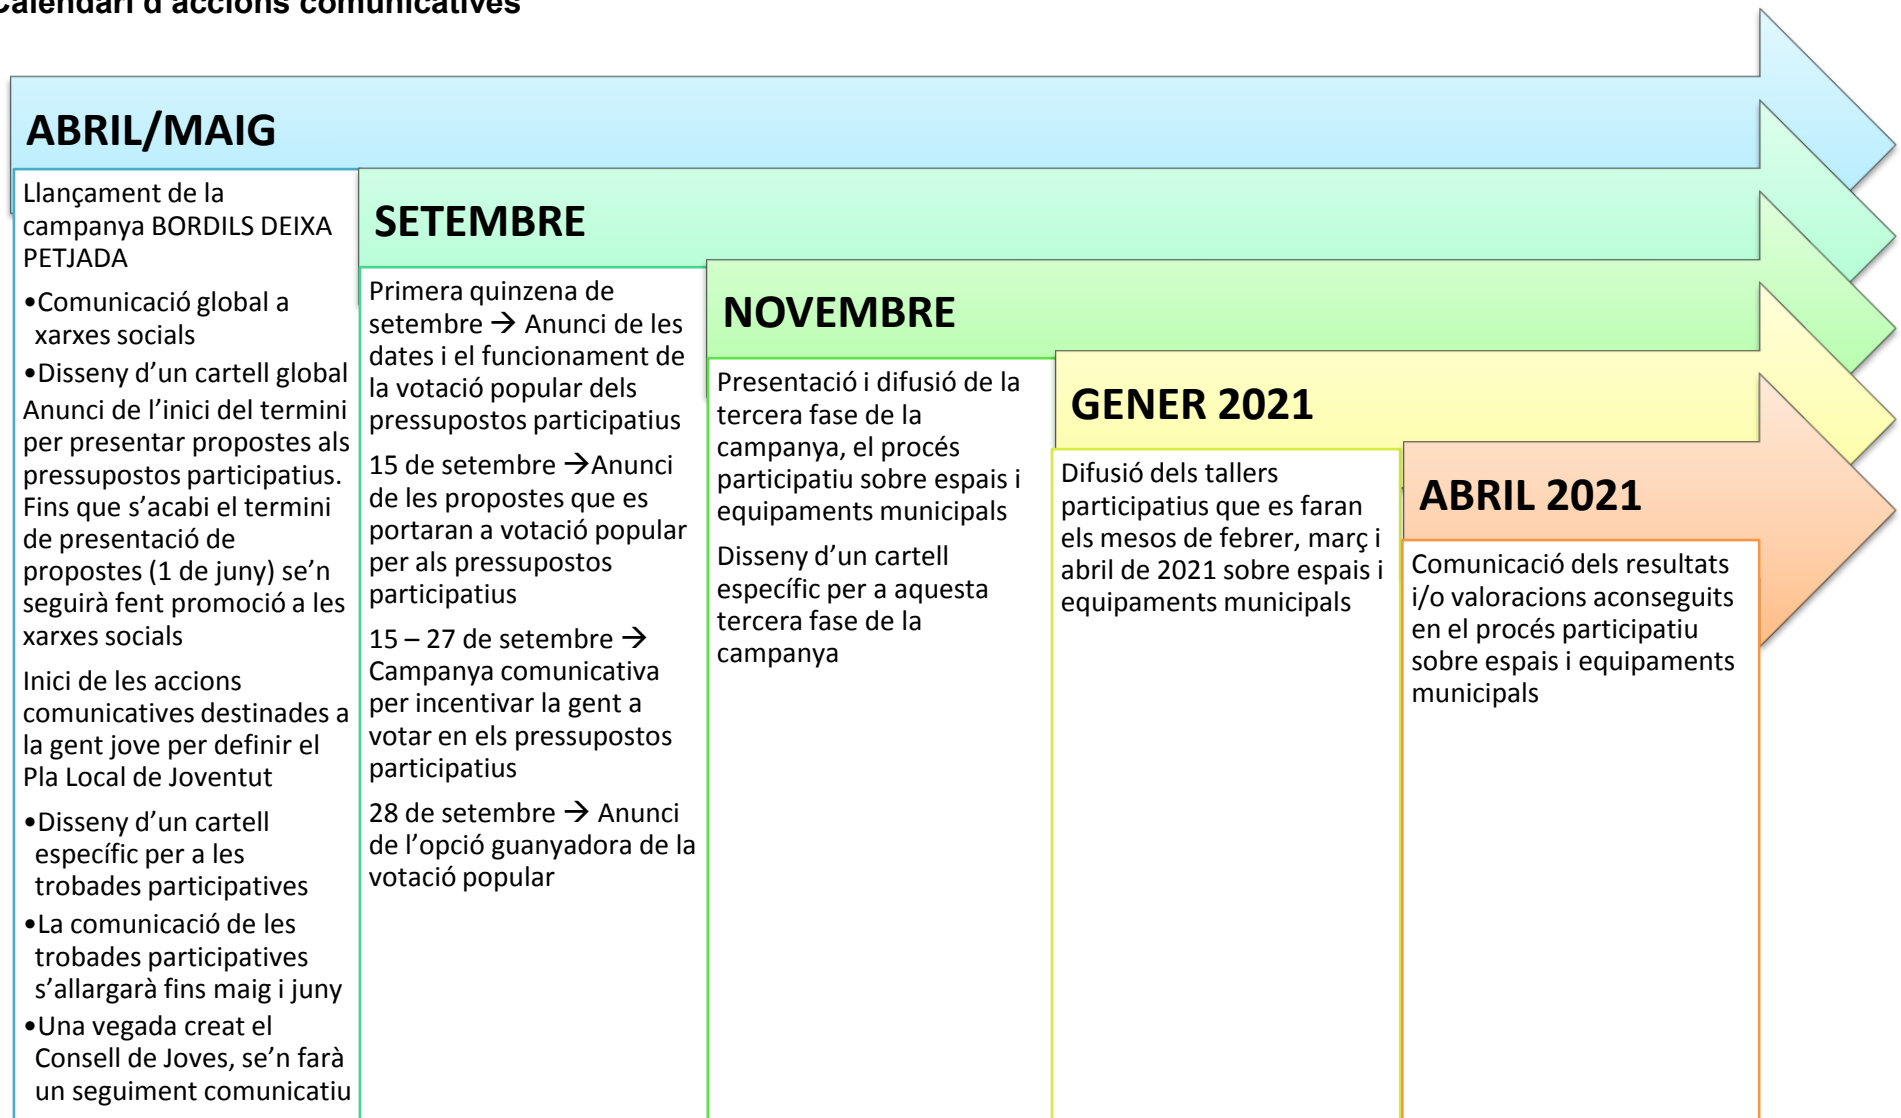 Calendari d'accions comunicatives
ABRIL/MAIG
Llançament de la
campanya BORDILS DEIXA
PETJADA
•Comunicació global a
xarxes socials
•Disseny d’un cartell global
Anunci de l’inici del termini
per presentar propostes als
pressupostos participatius.
Fins que s’acabi el termini
de presentació de
propostes (1 de juny) se’n
seguirà fent promoció a les
xarxes socials
Inici de les accions
comunicatives destinades a
la gent jove per definir el
Pla Local de Joventut
•Disseny d’un cartell
específic per a les
trobades participatives
•La comunicació de les
trobades participatives
s’allargarà fins maig i juny
•Una vegada creat el
Consell de Joves, se’n farà
un seguiment comunicatiu
SETEMBRE
Primera quinzena de
setembre → Anunci de les
dates i el funcionament de
la votació popular dels
pressupostos participatius
15 de setembre →Anunci
de les propostes que es
portaran a votació popular
per als pressupostos
participatius
15 – 27 de setembre →
Campanya comunicativa
per incentivar la gent a
votar en els pressupostos
participatius
28 de setembre → Anunci
de l’opció guanyadora de la
votació popular
NOVEMBRE
Presentació i difusió de la
tercera fase de la
campanya, el procés
participatiu sobre espais i
equipaments municipals
Disseny d’un cartell
específic per a aquesta
tercera fase de la
campanya
GENER 2021
Difusió dels tallers
participatius que es faran
els mesos de febrer, març i
abril de 2021 sobre espais i
equipaments municipals
ABRIL 2021
Comunicació dels resultats
i/o valoracions aconseguits
en el procés participatiu
sobre espais i equipaments
municipals